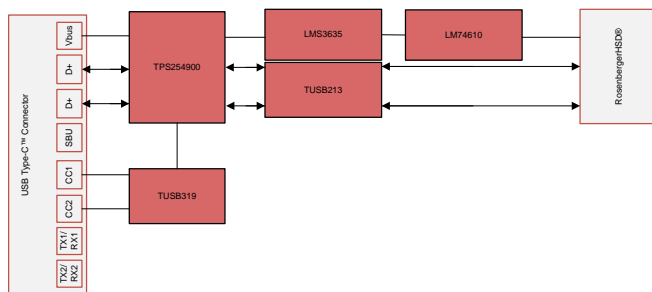 USB Type-C™ Connector
Vbus
D+
D+
SBU
CC1
CC2
TX1/
RX1
TX2/
RX2
TPS254900
TUSB319
LMS3635
TUSB213
LM74610
RosenbergerHSD®